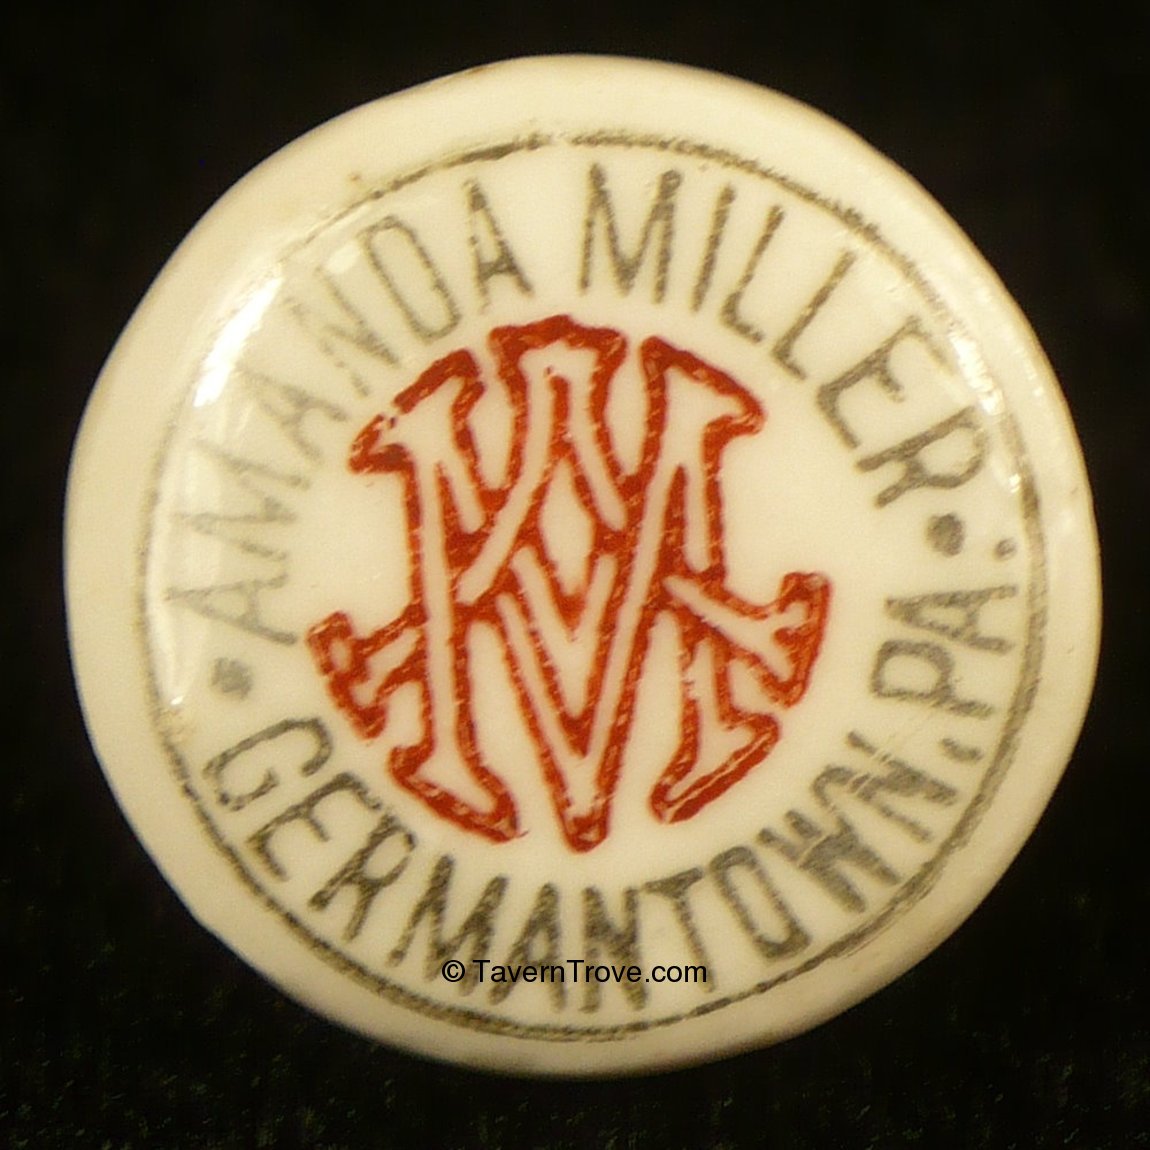 • AMANDA MILLER •
GERMANTOWN, PA.
AM
© TavernTrove.com